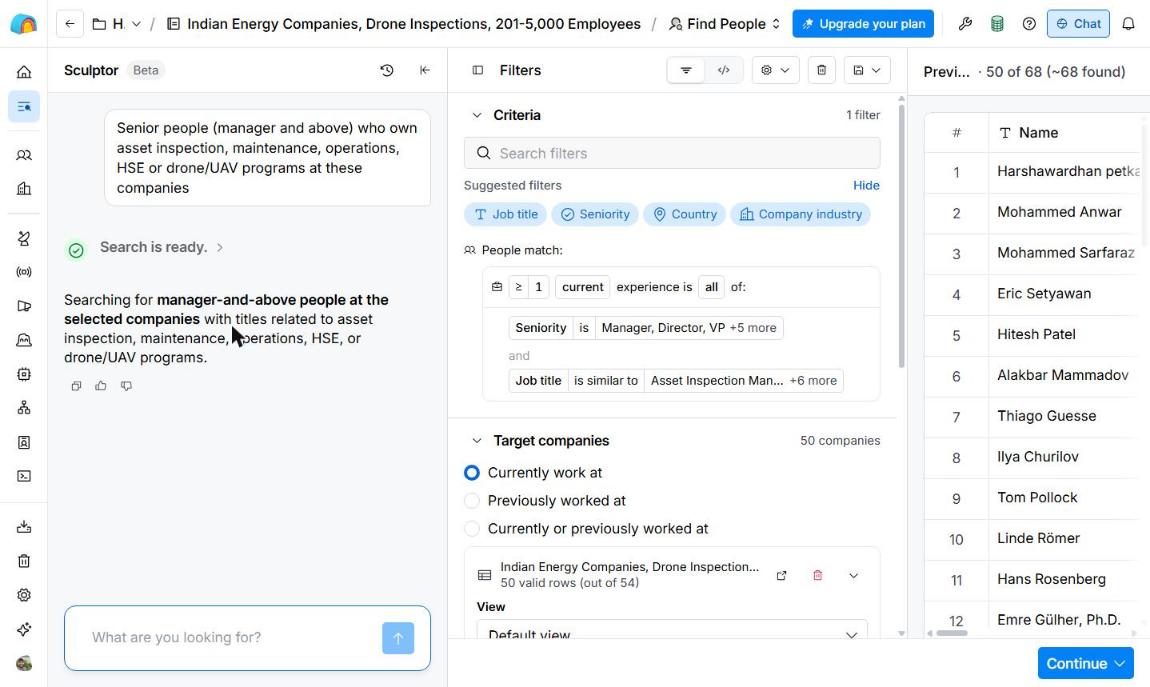 H.
/
Indian Energy Companies, Drone Inspections, 201-5,000 Employees
/
Find People
Upgrade your plan
Chat
Sculptor
Beta
Senior people (manager and above) who own
asset inspection, maintenance, operations,
HSE or drone/UAV programs at these
companies
Search is ready.
Searching for manager-and-above people at the
selected companies with titles related to asset
inspection, maintenance, operations, HSE, or
drone/UAV programs.
What are you looking for?
Filters
Criteria
1 filter
Search filters
Suggested filters
Hide
Job title
Seniority
Country
Company industry
People match:
≥ 1 current experience is all of:
Seniority is Manager, Director, VP +5 more
and
Job title is similar to Asset Inspection Man... +6 more
Target companies
50 companies
Currently work at
Previously worked at
Currently or previously worked at
Indian Energy Companies, Drone Inspection...
50 valid rows (out of 54)
View
Default view
Previ... · 50 of 68 (~68 found)
# Name
1 Harshawardhan petka
2 Mohammed Anwar
3 Mohammed Sarfaraz
4 Eric Setyawan
5 Hitesh Patel
6 Alakbar Mammadov
7 Thiago Guesse
8 Ilya Churilov
9 Tom Pollock
10 Linde Römer
11 Hans Rosenberg
12 Emre Gülher, Ph.D.
Continue